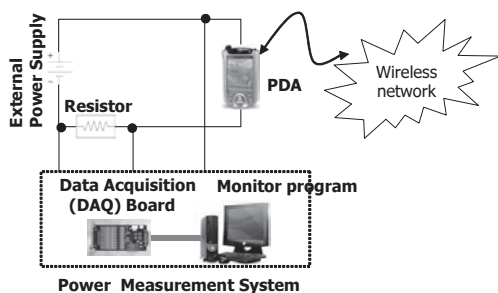 External
Power Supply
Resistor
PDA
Wireless
network
Data Acquisition
(DAQ) Board
Monitor program
Power Measurement System